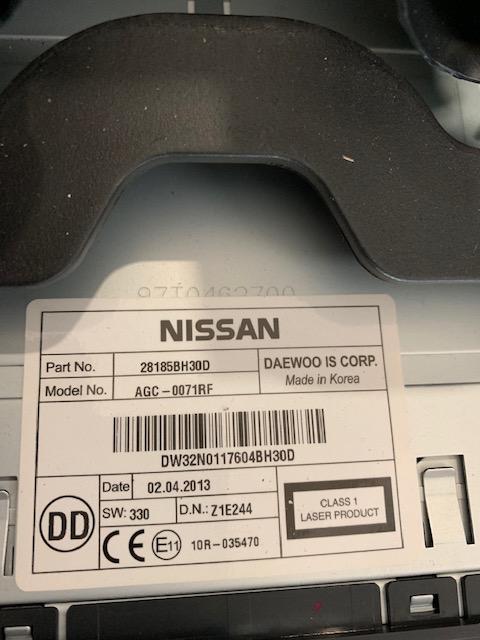 97T0462700
NISSAN
Part No. 28185BH30D DAEWOO IS CORP.
Model No. AGC-0071RF Made in Korea
DW32N0117604BH30D
DD
Date 02.04.2013
SW: 330 D.N.: Z1E244
CE E11 10R-035470
CLASS 1
LASER PRODUCT